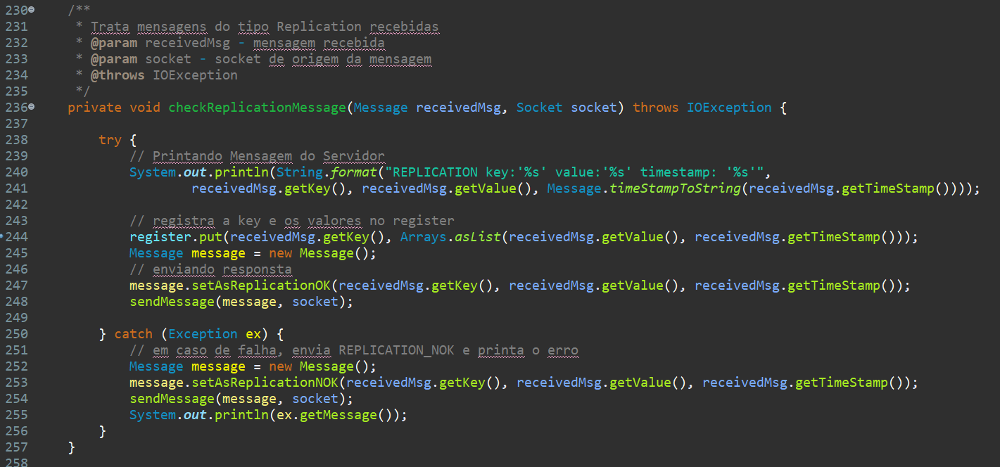 230 /**
231  * Trata mensagens do tipo Replication recebidas
232  * @param receivedMsg - mensagem recebida
233  * @param socket - socket de origem da mensagem
234  * @throws IOException
235  */
236 private void checkReplicationMessage(Message receivedMsg, Socket socket) throws IOException {
237
238     try {
239         // Printando Mensagem do Servidor
240         System.out.println(String.format("REPLICATION key:'%s' value:'%s' timestamp: '%s'",
241                 receivedMsg.getKey(), receivedMsg.getValue(), Message.timeStampToString(receivedMsg.getTimeStamp())));
242
243         // registra a key e os valores no register
244         register.put(receivedMsg.getKey(), Arrays.asList(receivedMsg.getValue(), receivedMsg.getTimeStamp()));
245         Message message = new Message();
246         // enviando responsta
247         message.setAsReplicationOK(receivedMsg.getKey(), receivedMsg.getValue(), receivedMsg.getTimeStamp());
248         sendMessage(message, socket);
249
250     } catch (Exception ex) {
251         // em caso de falha, envia REPLICATION_NOK e printa o erro
252         Message message = new Message();
253         message.setAsReplicationNOK(receivedMsg.getKey(), receivedMsg.getValue(), receivedMsg.getTimeStamp());
254         sendMessage(message, socket);
255         System.out.println(ex.getMessage());
256     }
257 }
258